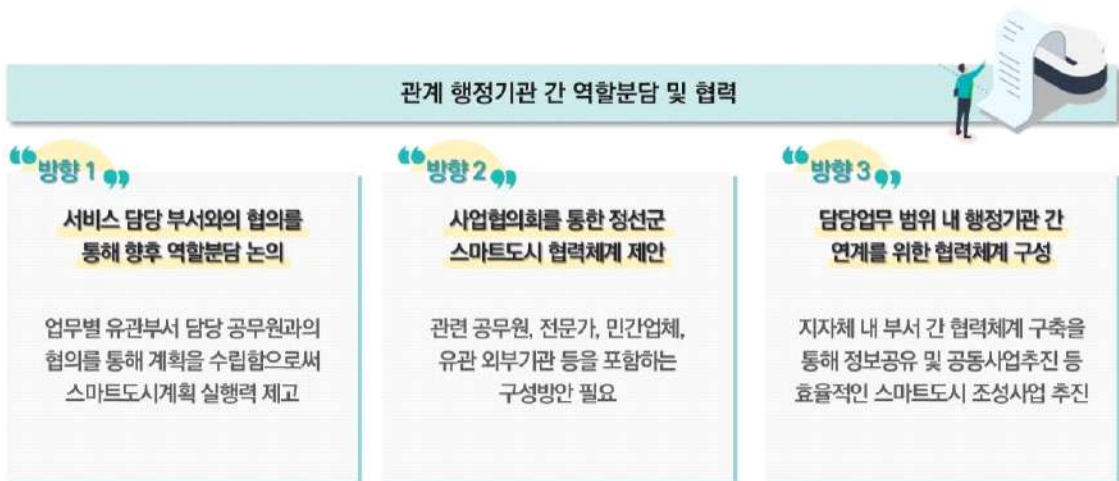 관계 행정기관 간 역할분담 및 협력
방향 1
서비스 담당 부서와의 협의를
통해 향후 역할분담 논의
업무별 유관부서 담당 공무원과의
협의를 통해 계획을 수립함으로써
스마트도시계획 실행력 제고
방향 2
사업협의회를 통한 정선군
스마트도시 협력체계 제안
관련 공무원, 전문가, 민간업체,
유관 외부기관 등을 포함하는
구성방안 필요
방향 3
담당업무 범위 내 행정기관 간
연계를 위한 협력체계 구성
지자체 내 부서 간 협력체계 구축을
통해 정보공유 및 공동사업추진 등
효율적인 스마트도시 조성사업 추진